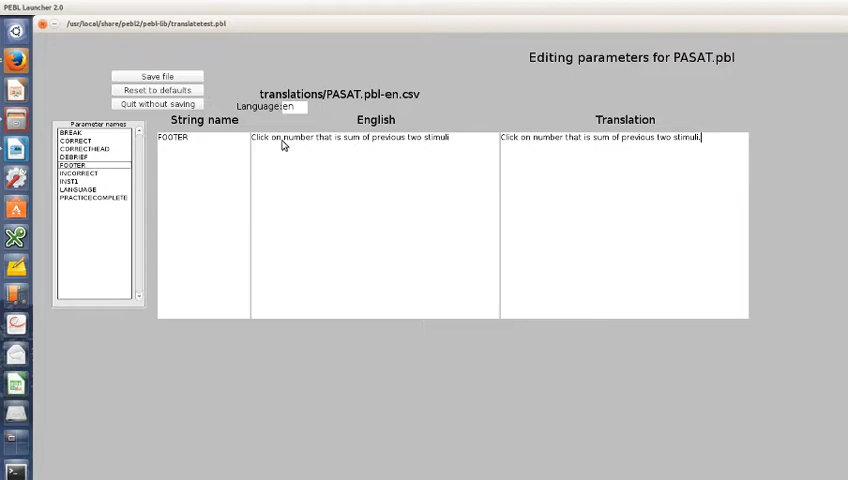 PEBL Launcher 2.0
/usr/local/share/pebl2/pebl-lib/translatetest.pbl
Editing parameters for PASAT.pbl
Save file
Reset to defaults
Quit without saving
translations/PASAT.pbl-en.csv
Language:en
Parameter names
String name
English
Translation
BREAK
CORRECT
CORRECTHEAD
DEBRIEF
FOOTER
INCORRECT
INST1
LANGUAGE
PRACTICECOMPLETE
FOOTER
Click on number that is sum of previous two stimuli
Click on number that is sum of previous two stimuli.